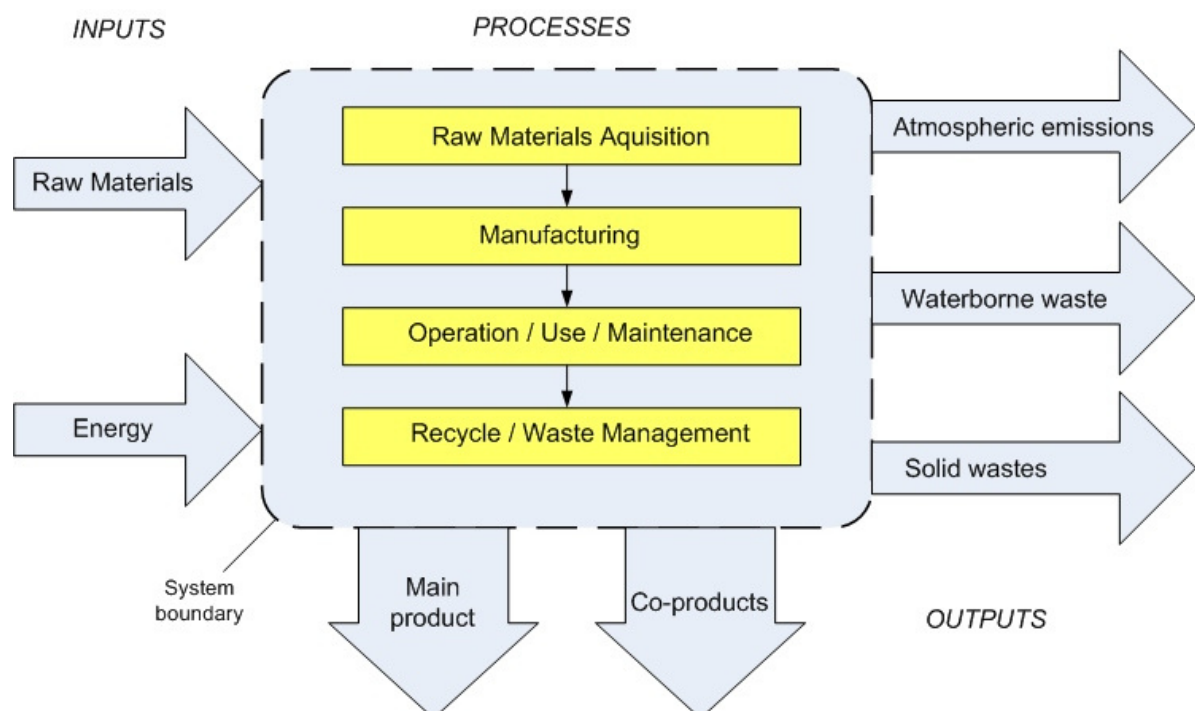 INPUTS
PROCESSES
Raw Materials Aquisition
Atmospheric emissions
Raw Materials
Manufacturing
Waterborne waste
Operation / Use / Maintenance
Energy
Recycle / Waste Management
Solid wastes
System
boundary
Main
product
Co-products
OUTPUTS